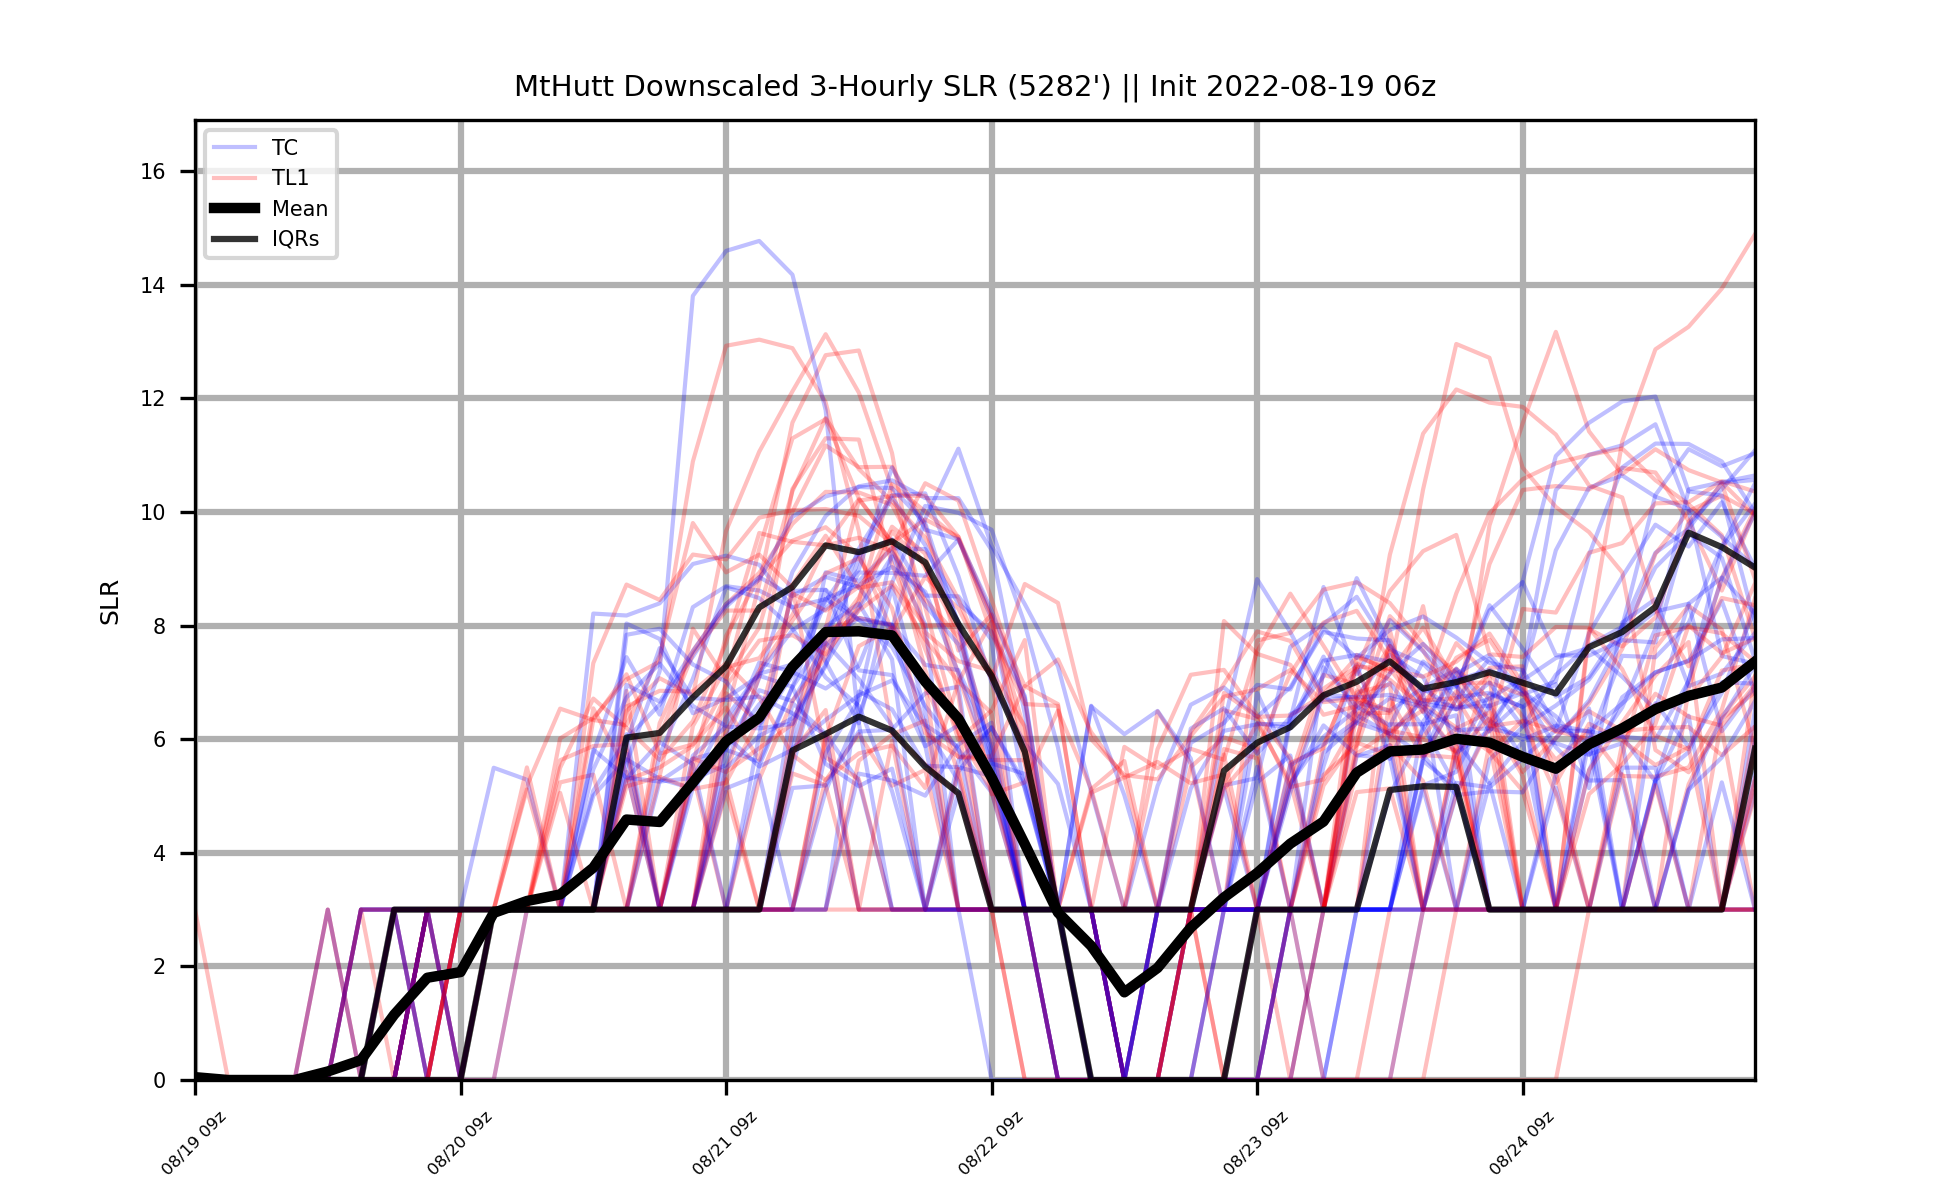 MtHutt Downscaled 3-Hourly SLR (5282') || Init 2022-08-19 06z
TC
TL1
Mean
IQRs
SLR
16
14
12
10
8
6
4
2
0
08/19 09z
08/20 09z
08/21 09z
08/22 09z
08/23 09z
08/24 09z